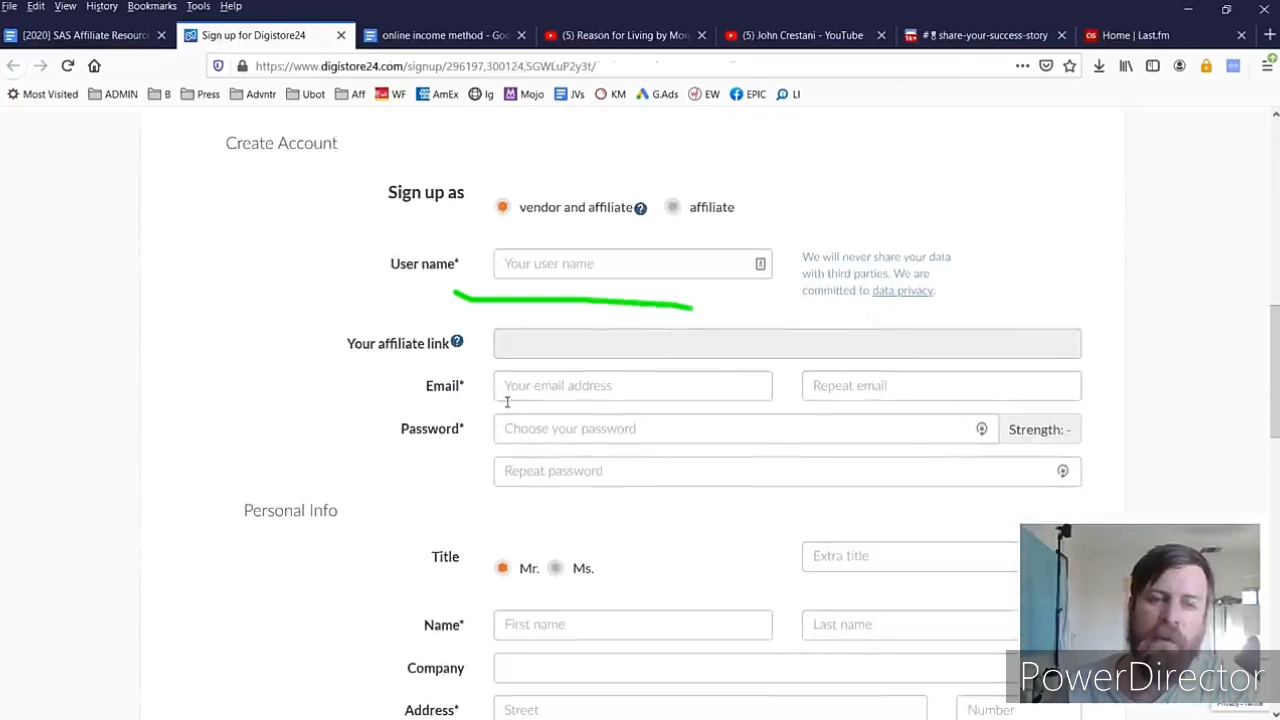 File Edit View History Bookmarks Tools Help
[2020] SAS Affiliate Resourc Sign up for Digistore24 online income method - Goo (5) Reason for Living by Mor (5) John Crestani - YouTube share-your-success-story Home | Last.fm
https://www.digistore24.com/signup/296197,300124,SGWLuP2y3t/
Most Visited ADMIN B Press Advntr Ubot Aff WF AmEx Ig Mojo JVs KM G.Ads EW EPIC LI
Create Account
Sign up as vendor and affiliate affiliate
User name* Your user name
We will never share your data
with third parties. We are
committed to data privacy.
Your affiliate link
Email* Your email address Repeat email
Password* Choose your password Strength: -
Repeat password
Personal Info
Title Mr. Ms. Extra title
Name* First name Last name
Company
Address* Street Number
PowerDirector